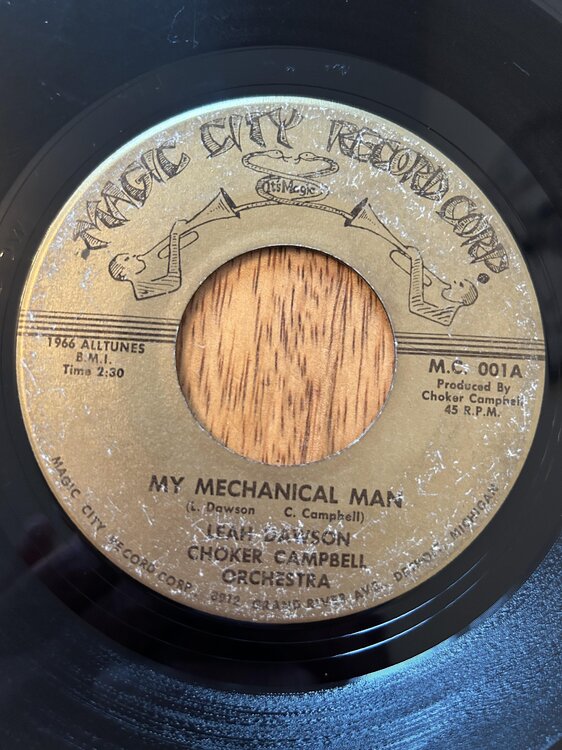 MAGIC CITY RECORD CORP.
It's Magic
1966 ALLTUNES
B.M.I.
Time 2:30
M.C. 001A
Produced By
Choker Campbell
45 R.P.M.
MY MECHANICAL MAN
(L. Dawson C. Campbell)
LEAH DAWSON
CHOKER CAMPBELL
ORCHESTRA
MAGIC CITY RECORD CORP. 8912 GRAND RIVER AVE. DETROIT, MICHIGAN